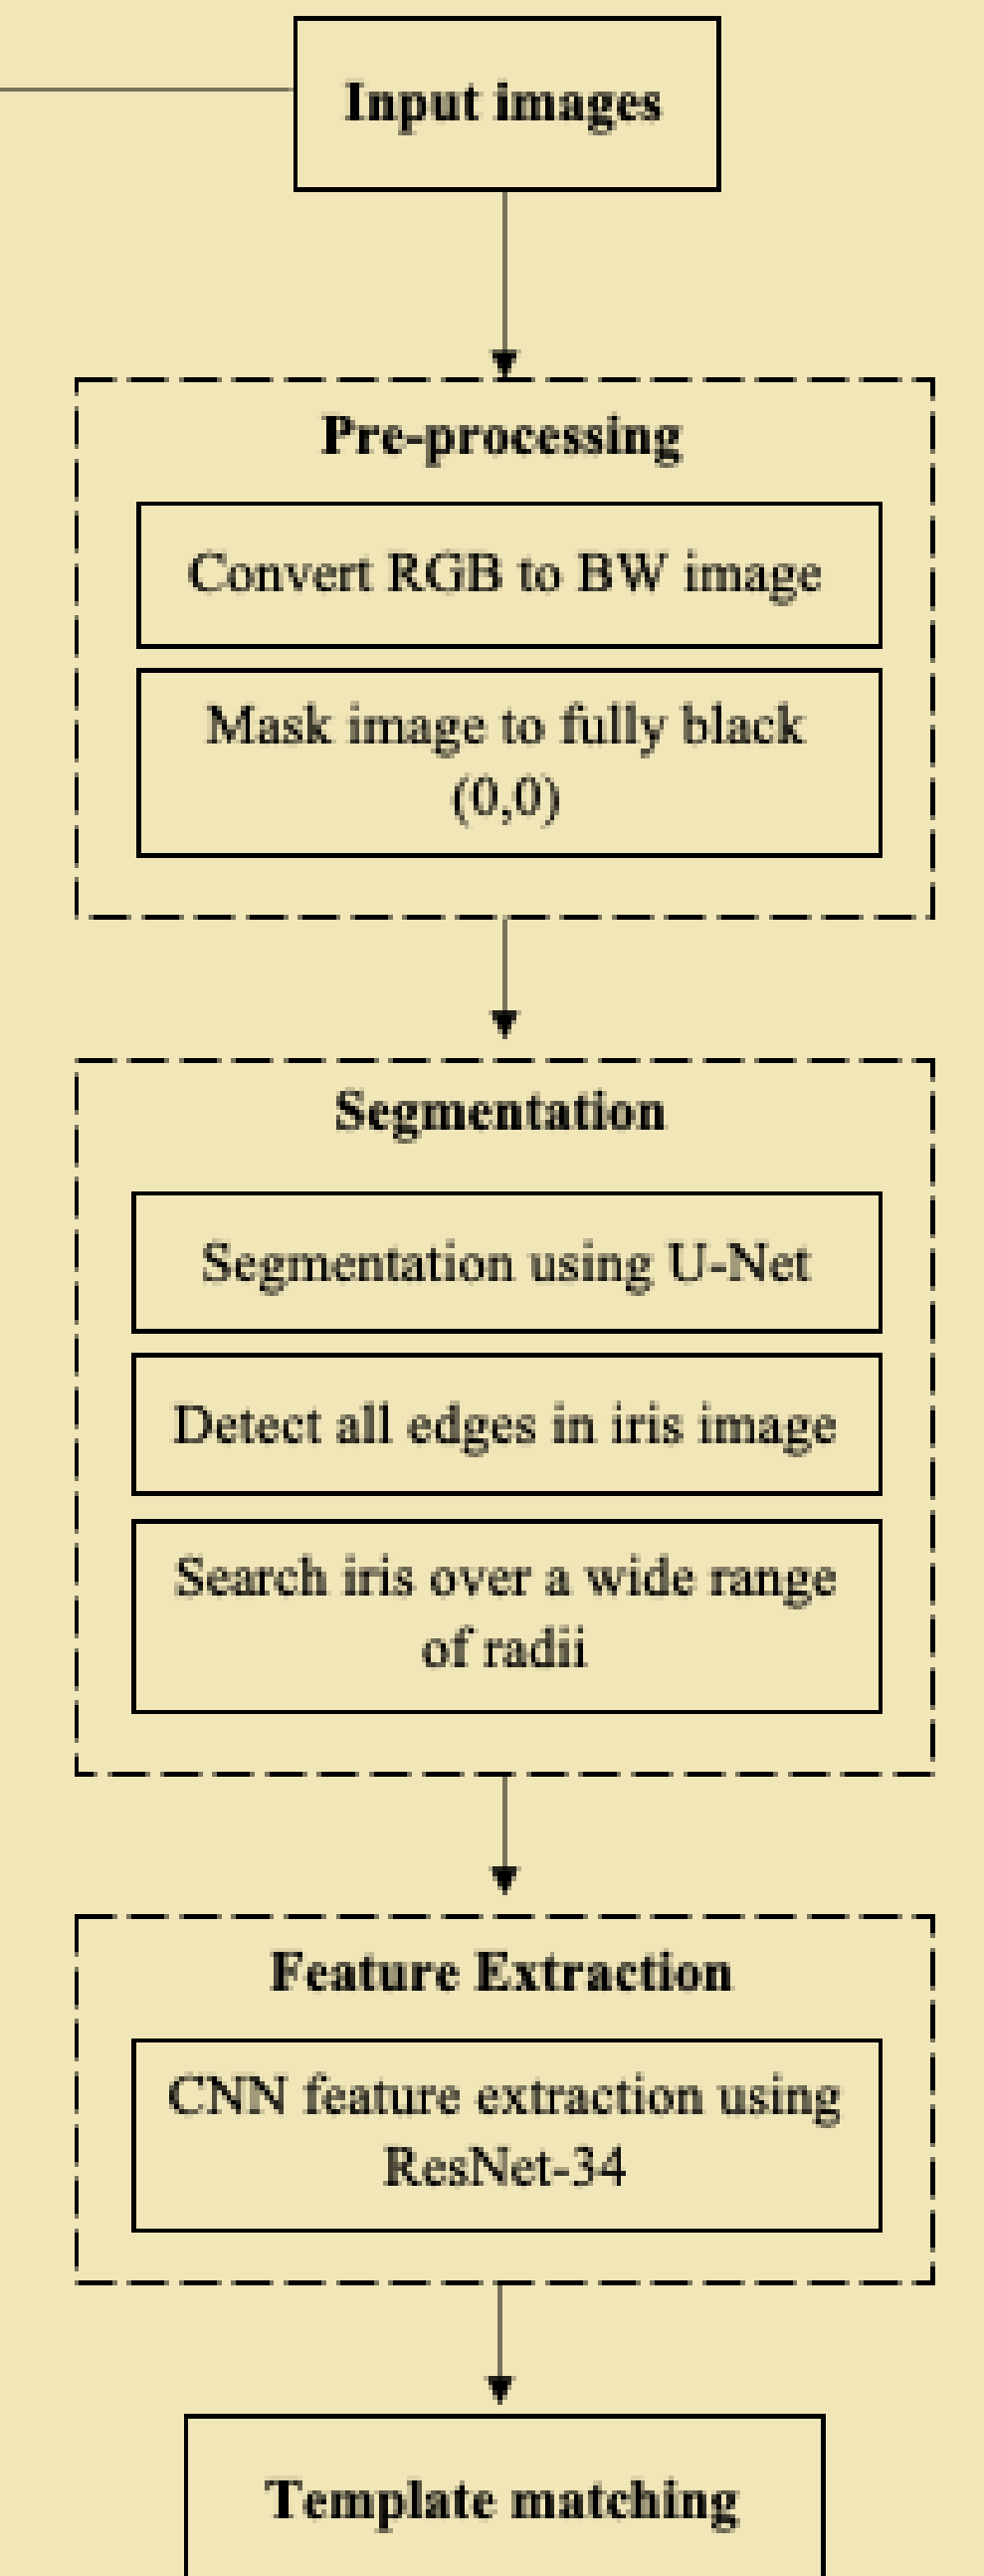 Input images
Pre-processing
Convert RGB to BW image
Mask image to fully black
(0,0)
Segmentation
Segmentation using U-Net
Detect all edges in iris image
Search iris over a wide range
of radii
Feature Extraction
CNN feature extraction using
ResNet-34
Template matching